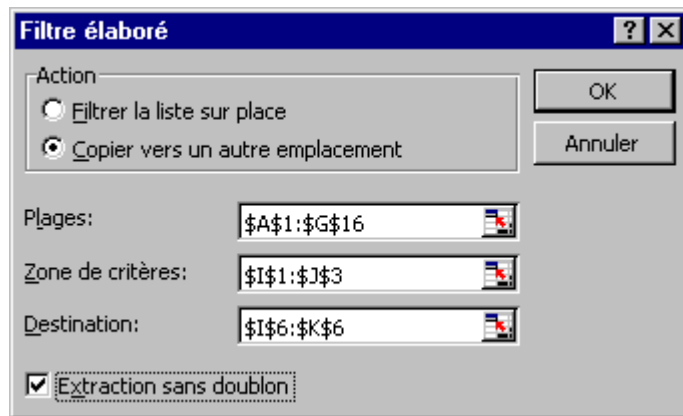 Filtre élaboré
Action
Filtrer la liste sur place
Copier vers un autre emplacement
OK
Annuler
Plages: $A$1:$G$16
Zone de critères: $I$1:$J$3
Destination: $I$6:$K$6
Extraction sans doublon